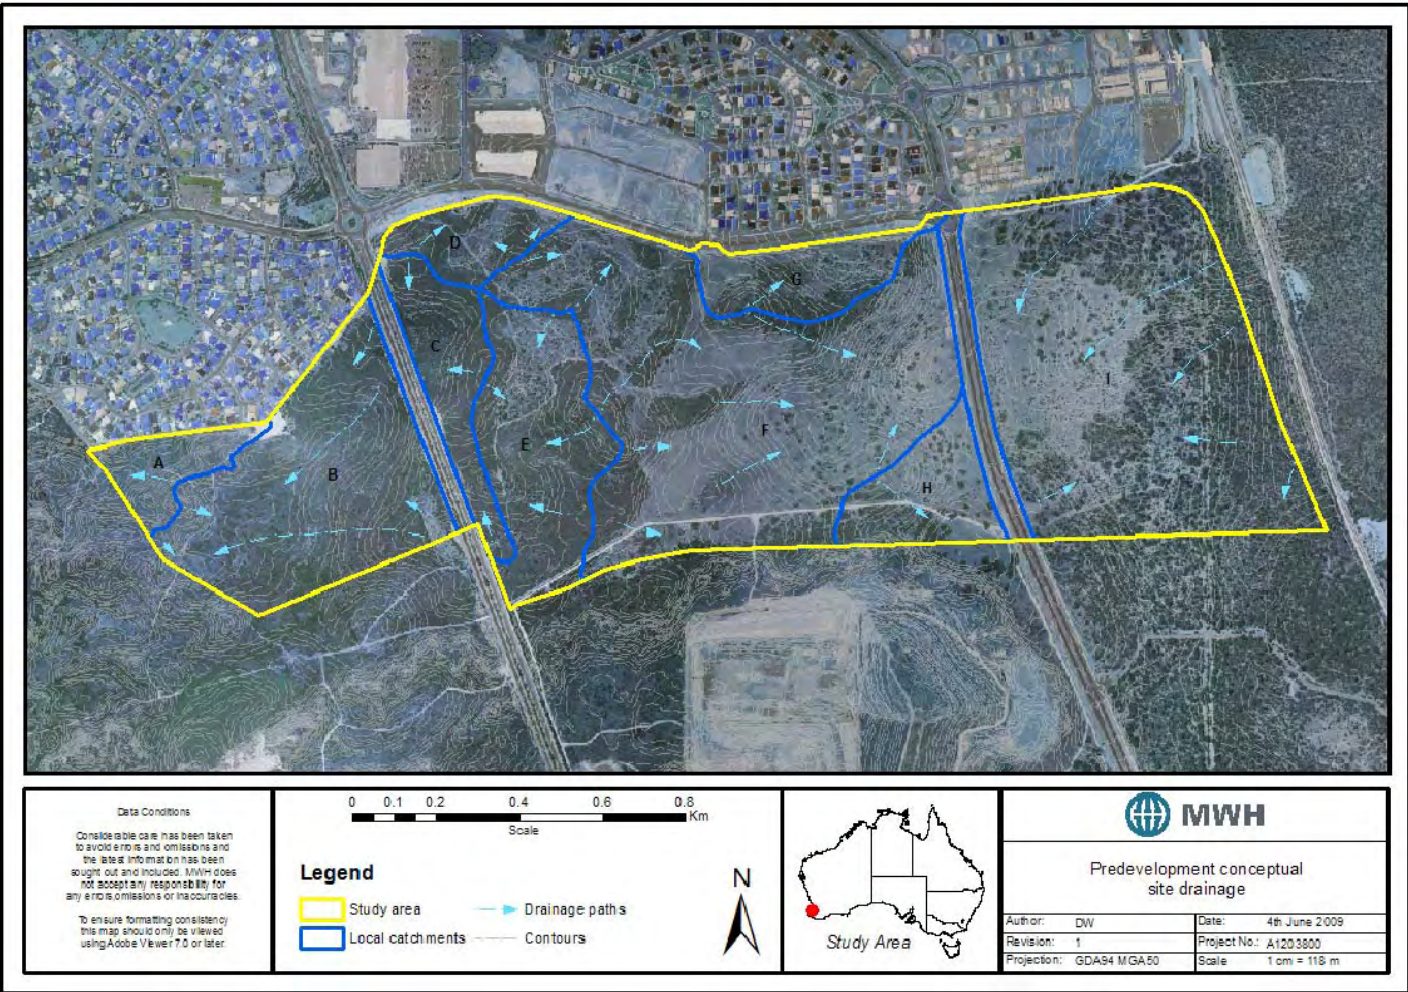 D
G
C
I
A
B
E
F
H
Data Conditions
Considerable care has been taken
to avoid errors and omissions and
the latest information has been
sought out and included. MWH does
not accept any responsibility for
any errors, omissions or inaccuracies.
To ensure formatting consistency
this map should only be viewed
using Adobe Viewer 7.0 or later.
0 0.1 0.2 0.4 0.6 0.8
Km
Scale
Legend
Study area
Drainage paths
Local catchments
Contours
N
Study Area
MWH
Predevelopment conceptual
site drainage
Author: DW
Date: 4th June 2009
Revision: 1
Project No.: A1203800
Projection: GDA94 MGA50
Scale 1 cm = 118 m